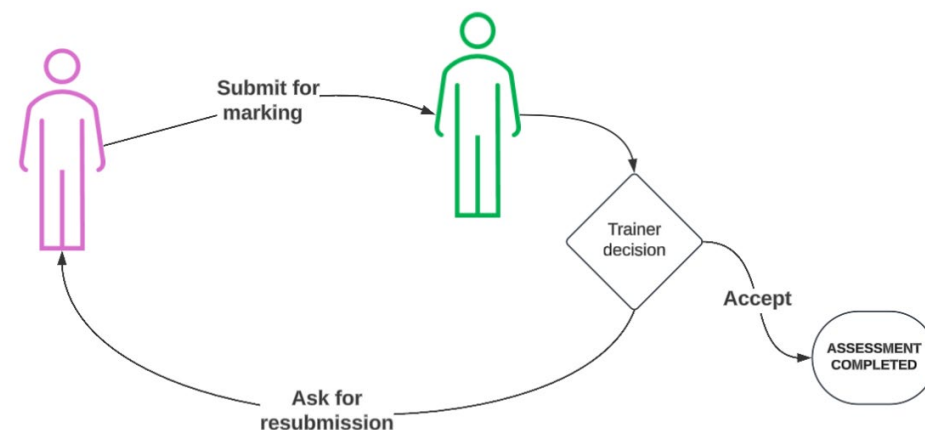 Submit for
marking
Trainer
decision
Accept
ASSESSMENT
COMPLETED
Ask for
resubmission